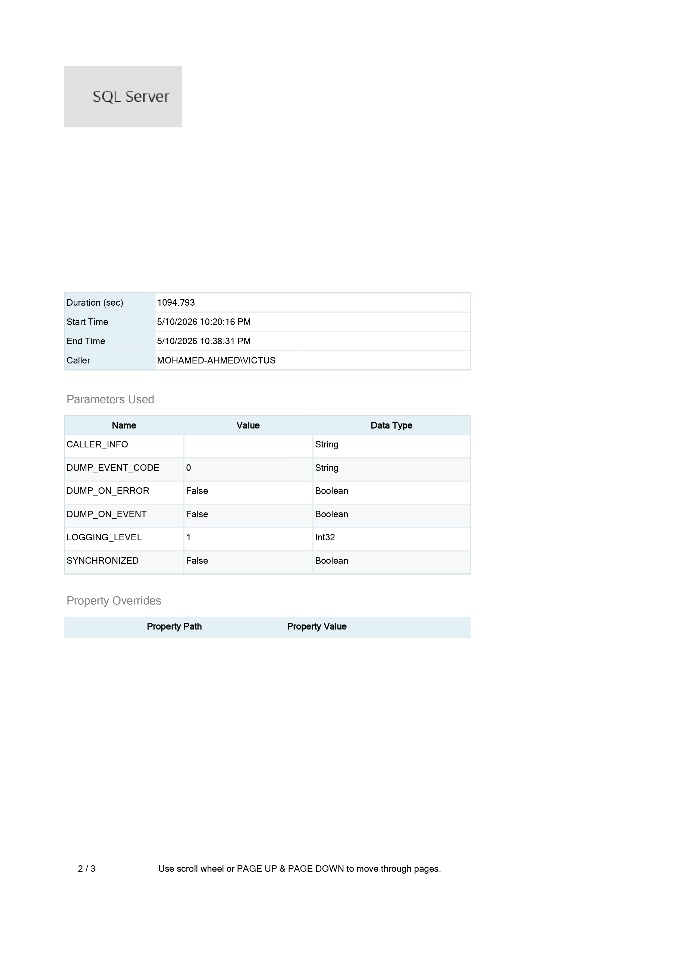 SQL Server
Duration (sec) 1094.793
Start Time 5/10/2026 10:20:16 PM
End Time 5/10/2026 10:38:31 PM
Caller MOHAMED-AHMED\VICTUS
Parameters Used
Name Value Data Type
CALLER_INFO String
DUMP_EVENT_CODE 0 String
DUMP_ON_ERROR False Boolean
DUMP_ON_EVENT False Boolean
LOGGING_LEVEL 1 Int32
SYNCHRONIZED False Boolean
Property Overrides
Property Path Property Value
2 / 3 Use scroll wheel or PAGE UP & PAGE DOWN to move through pages.